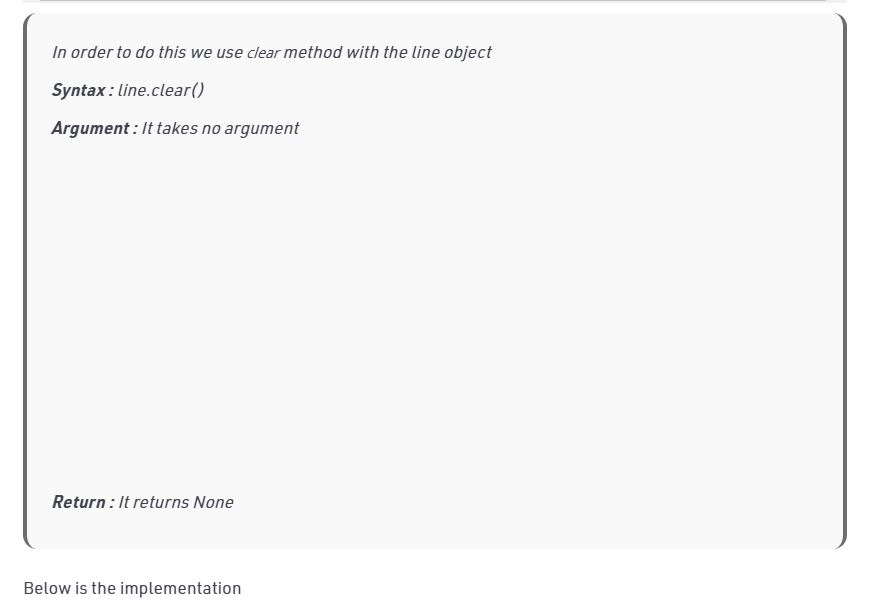 In order to do this we use clear method with the line object
Syntax : line.clear()
Argument : It takes no argument
Return : It returns None
Below is the implementation